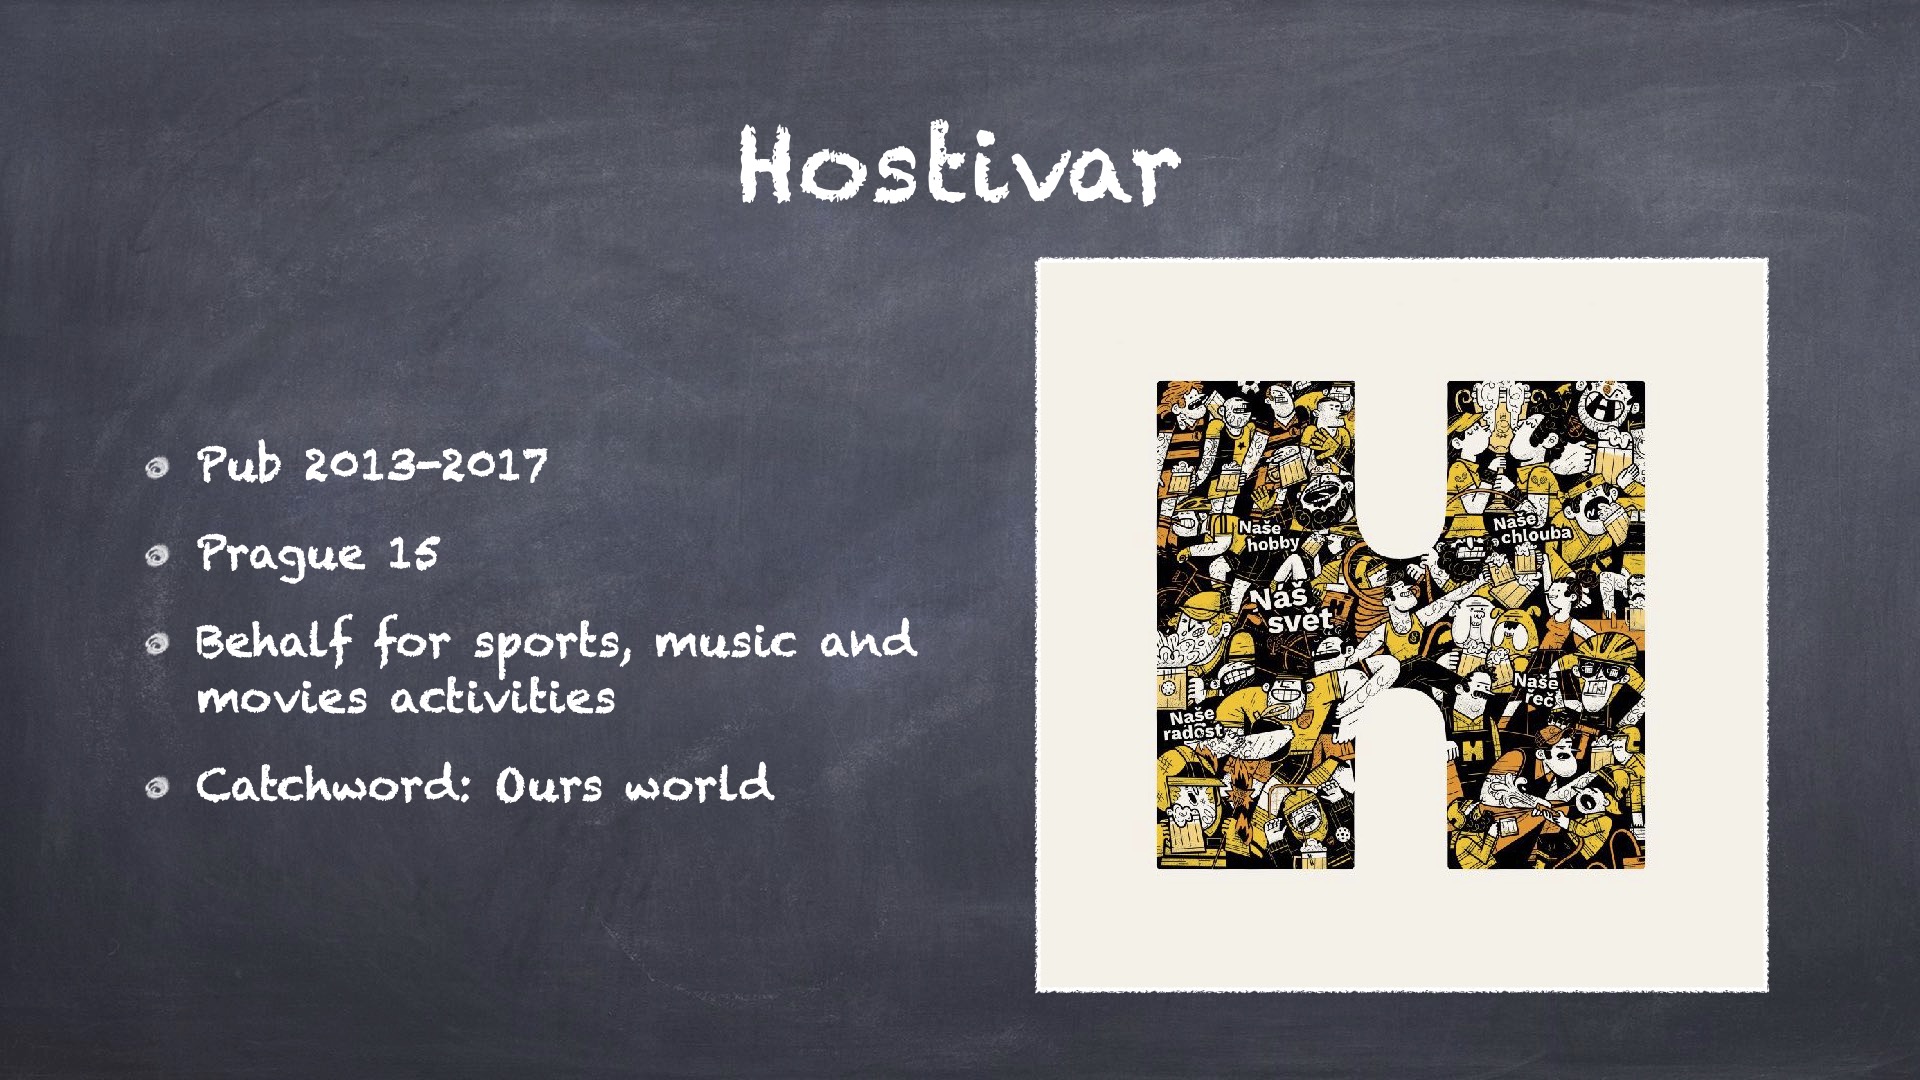 Hostivar
Pub 2013-2017
Prague 15
Behalf for sports, music and
movies activities
Catchword: Ours world
Naše
hobby
Naše
chlouba
Náš
svět
Naše
řeč
Naše
radost
H
H